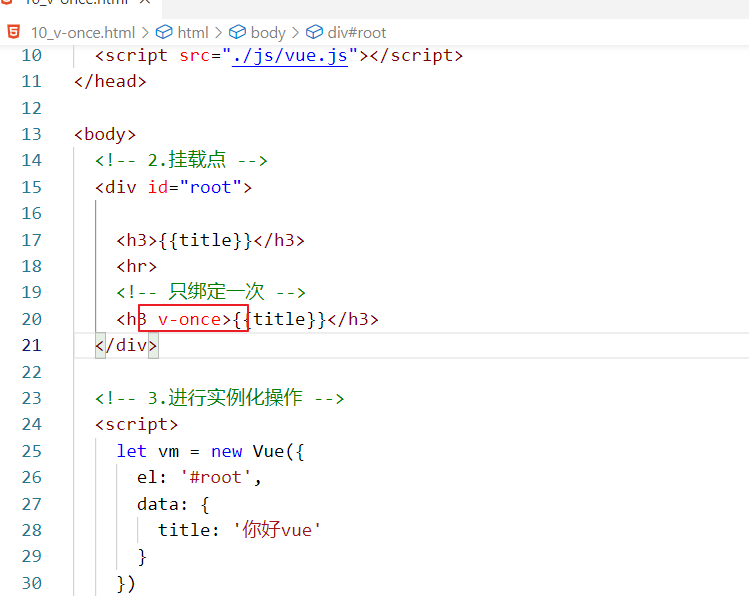 10_v-once.html
10_v-once.html > html > body > div#root
10 <script src="./js/vue.js"></script>
11 </head>
12
13 <body>
14 <!-- 2.挂载点 -->
15 <div id="root">
16
17 <h3>{{title}}</h3>
18 <hr>
19 <!-- 只绑定一次 -->
20 <h3 v-once>{{title}}</h3>
21 </div>
22
23 <!-- 3.进行实例化操作 -->
24 <script>
25 let vm = new Vue({
26 el: '#root',
27 data: {
28 title: '你好vue'
29 }
30 })